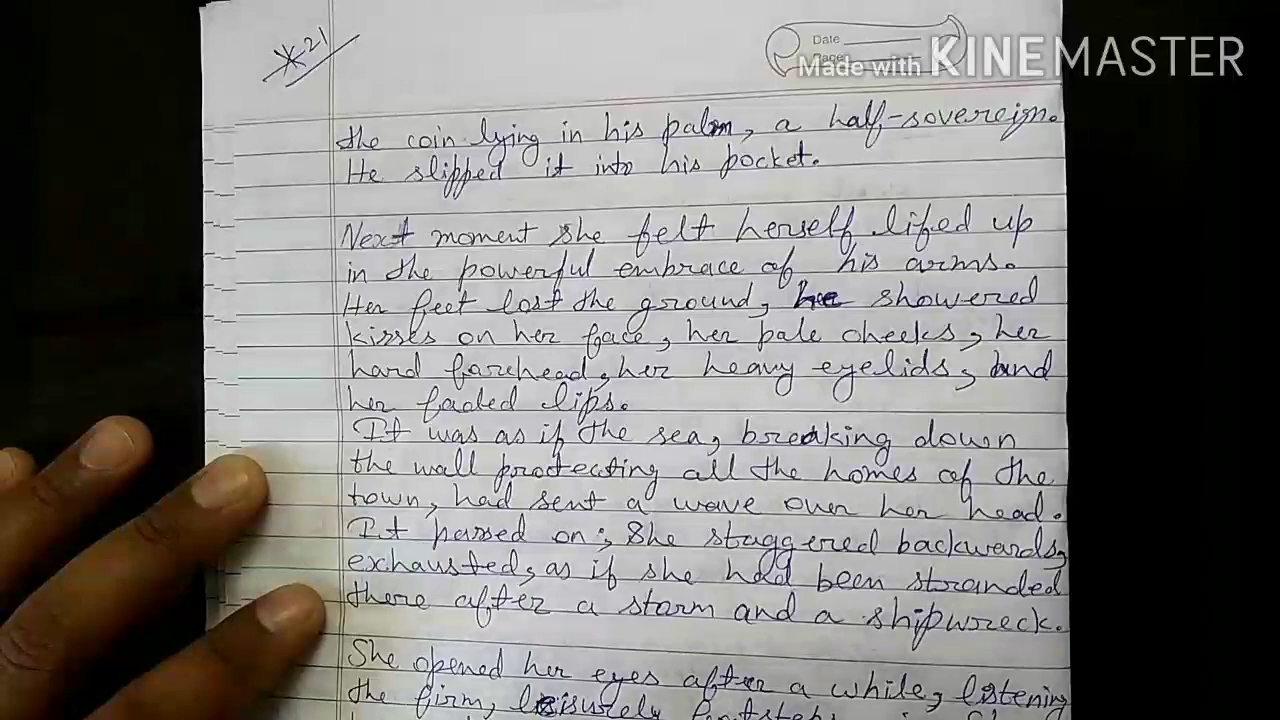 *21
Date
Page
Made with KINEMASTER
the coin lying in his palm, a half-sovereign.
He slipped it into his pocket.
Next moment she felt herself lifed up
in the powerful embrace of his arms.
Her feet lost the ground, he showered
kisses on her face, her pale cheeks, her
hard forehead, her heavy eyelids, and
her faded lips.
It was as if the sea, breaking down
the wall protecting all the homes of the
town, had sent a wave over her head.
It passed on; She staggered backwards,
exhausted, as if she had been stranded
there after a storm and a shipwreck.
She opened her eyes after a while, listening
the firm, leisurely footsteps